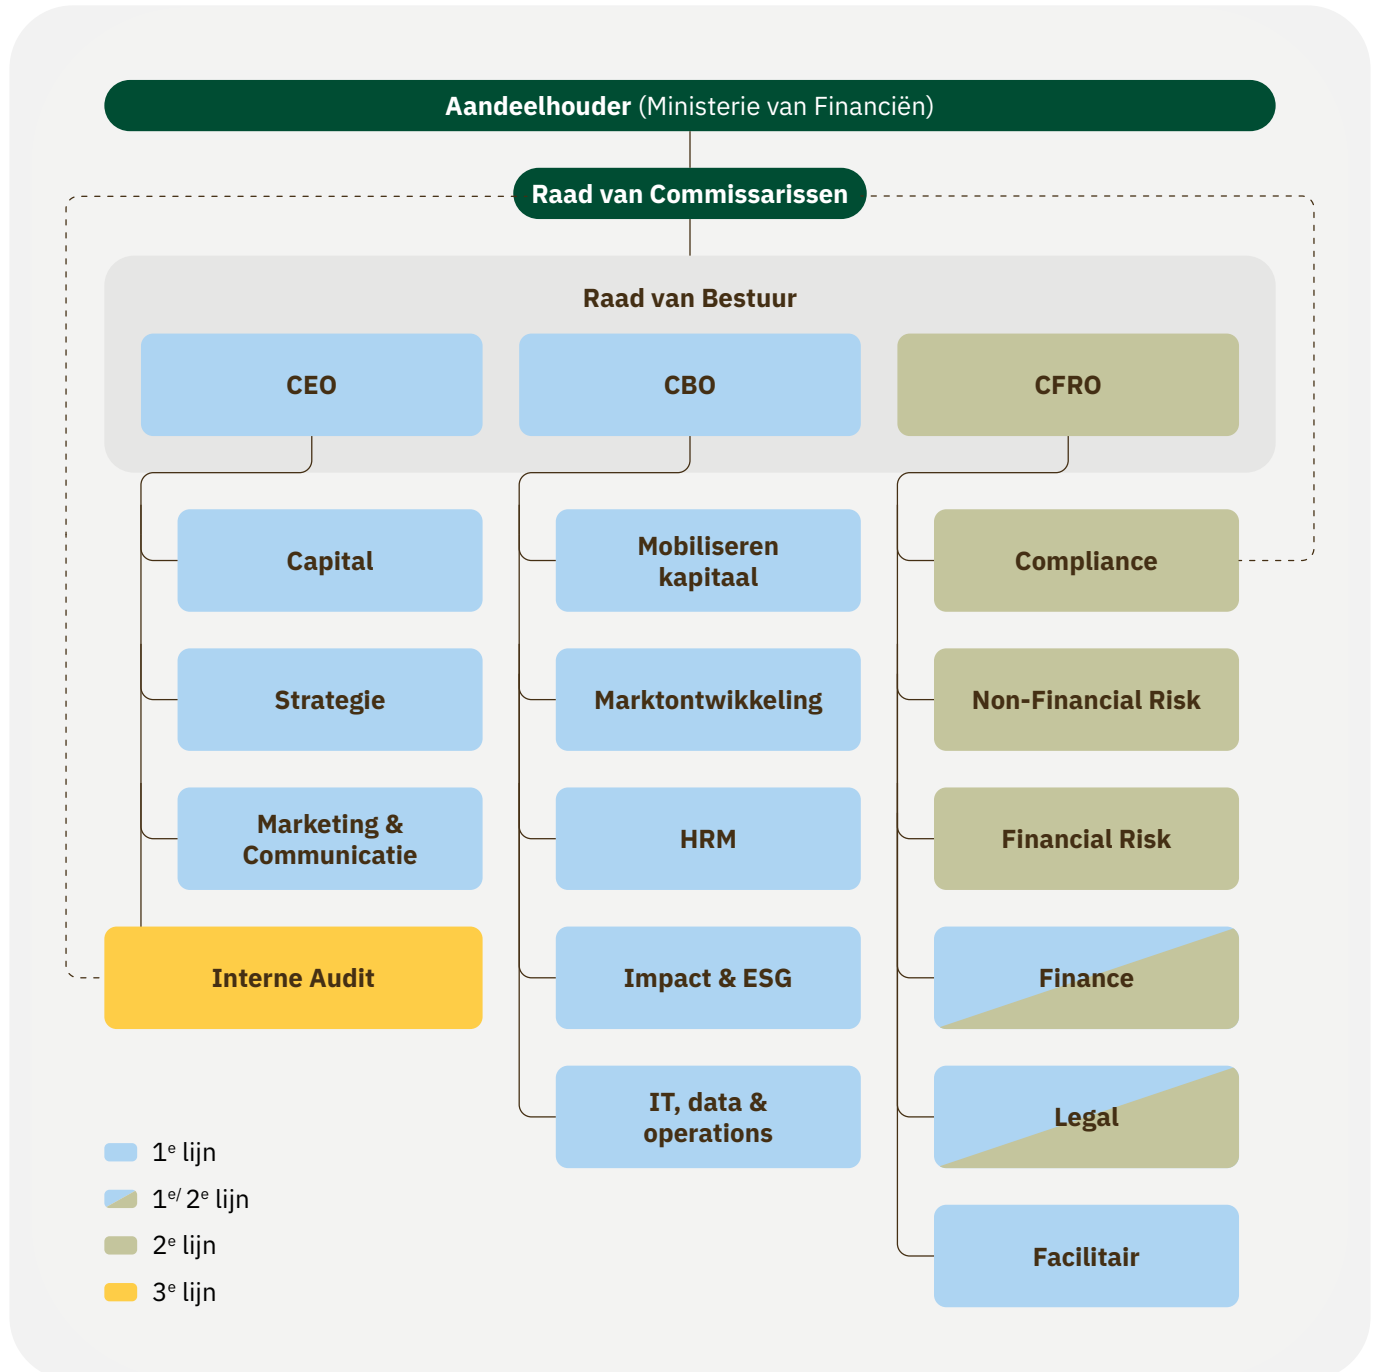 Aandeelhouder (Ministerie van Financiën)
Raad van Commissarissen
Raad van Bestuur
CEO
CBO
CFRO
Capital
Strategie
Marketing &
Communicatie
Interne Audit
Mobiliseren
kapitaal
Marktontwikkeling
HRM
Impact & ESG
IT, data &
operations
Compliance
Non-Financial Risk
Financial Risk
Finance
Legal
Facilitair
1e lijn
1e/ 2e lijn
2e lijn
3e lijn